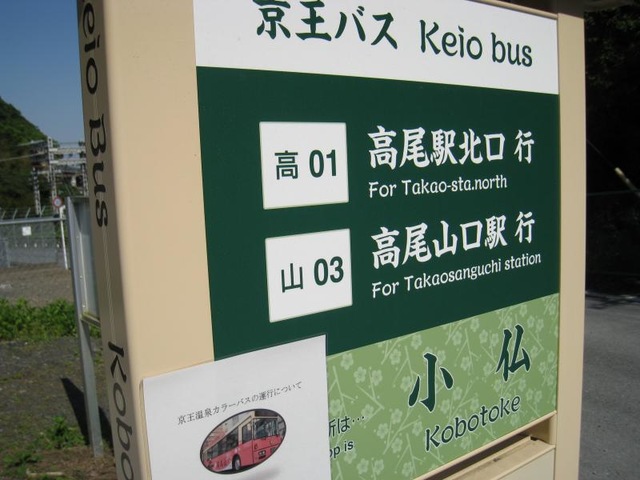 京王バス Keio bus
高 01 高尾駅北口 行
For Takao-sta.north
山 03 高尾山口駅 行
For Takaosanguchi station
小仏
Kobotoke
は…
is
京王温泉カラーバスの運行について
Keio Bus
Kobo